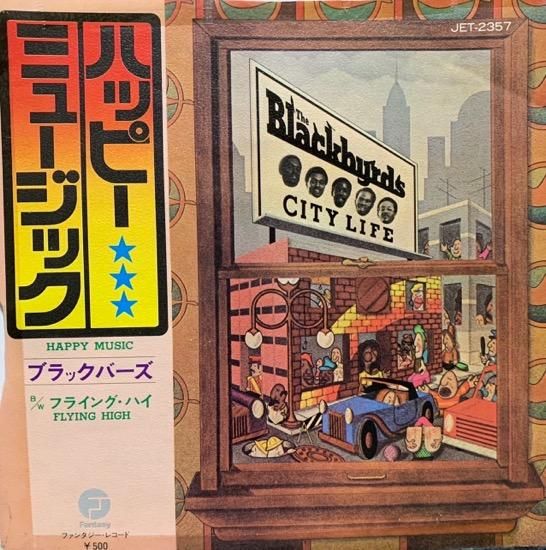 ハッピー
ミュージック
★★★
HAPPY MUSIC
ブラックバーズ
B/W フライング・ハイ
FLYING HIGH
Fantasy
ファンタジー・レコード
¥500
JET-2357
The
Blackbyrds
CITY LIFE